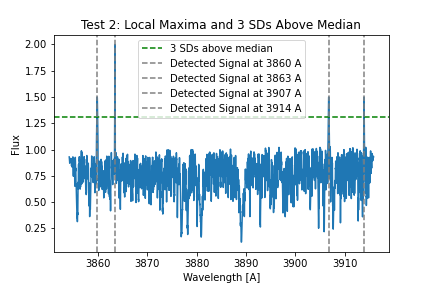 Test 2: Local Maxima and 3 SDs Above Median
2.00
1.75
1.50
1.25
1.00
0.75
0.50
0.25
Flux
3 SDs above median
Detected Signal at 3860 A
Detected Signal at 3863 A
Detected Signal at 3907 A
Detected Signal at 3914 A
3860 3870 3880 3890 3900 3910
Wavelength [A]